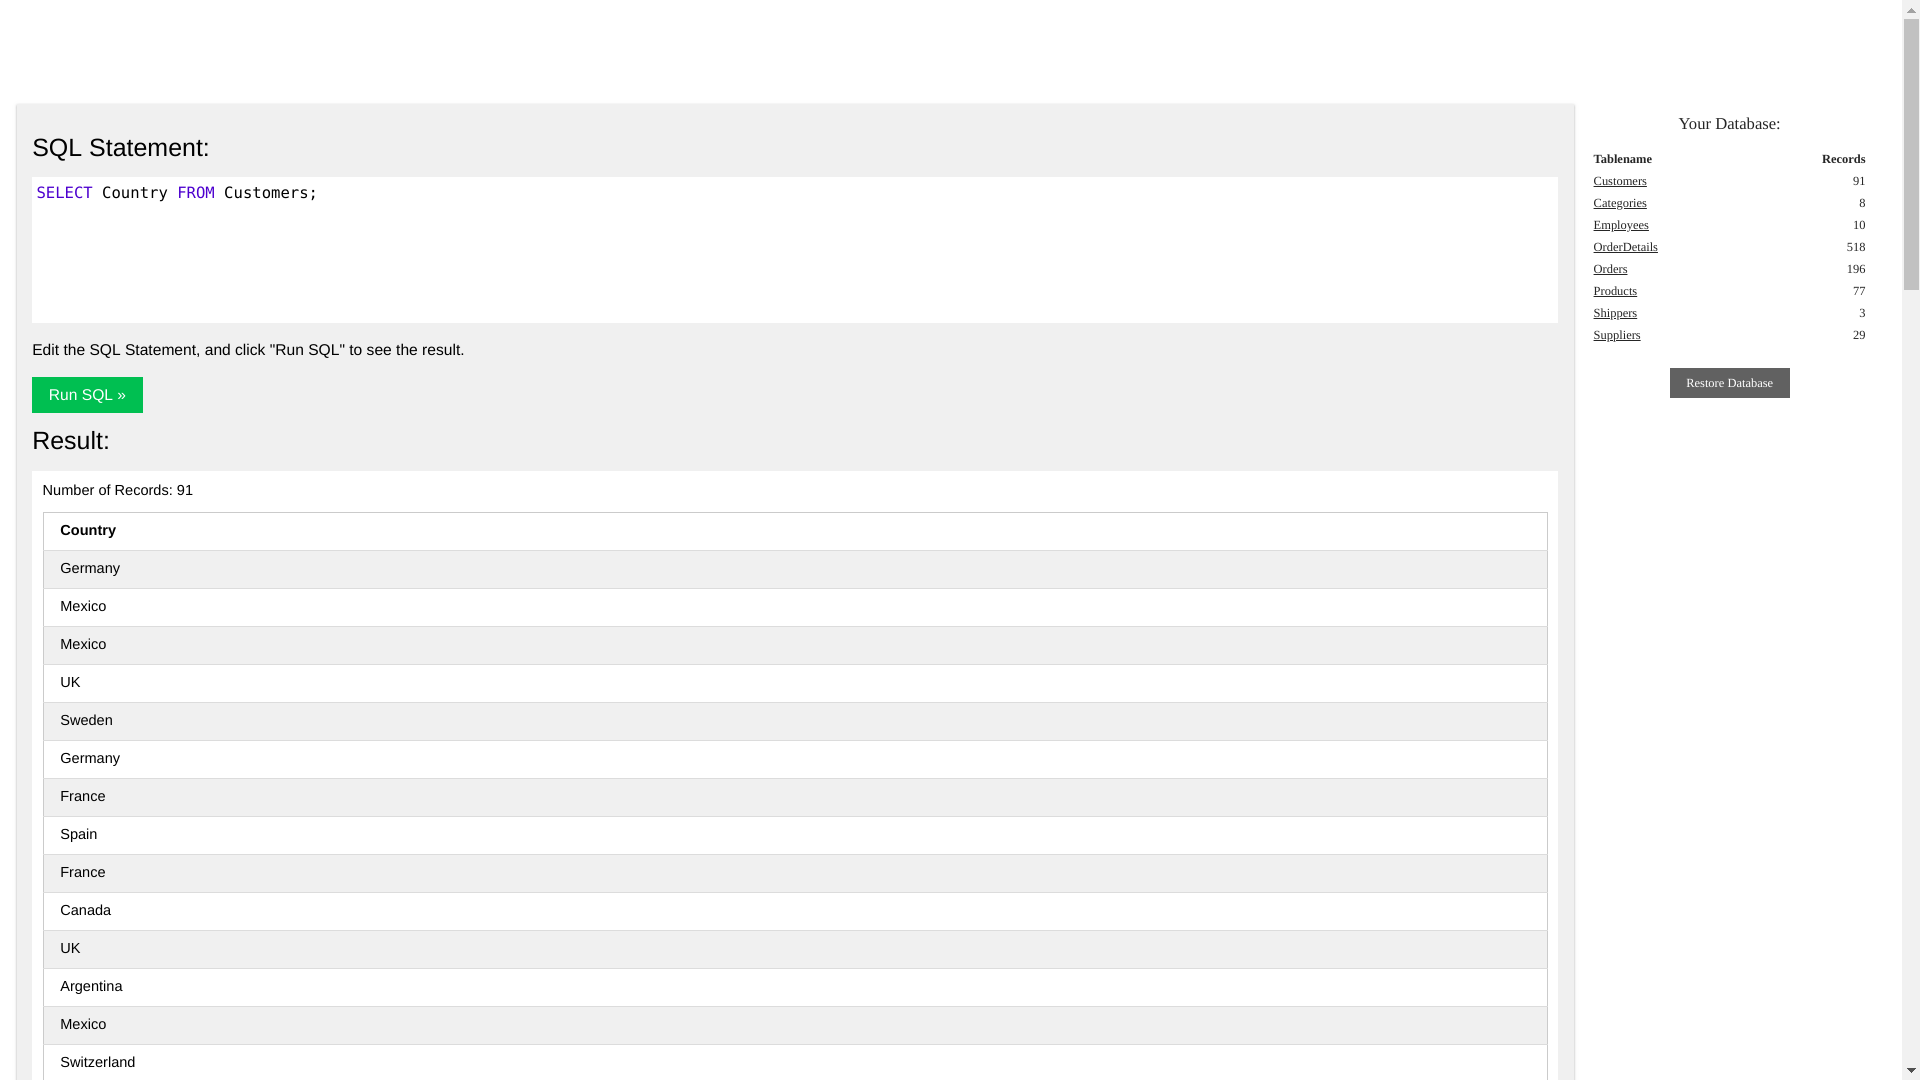 SQL Statement:
SELECT Country FROM Customers;
Edit the SQL Statement, and click "Run SQL" to see the result.
Run SQL »
Result:
Number of Records: 91
Country
Germany
Mexico
Mexico
UK
Sweden
Germany
France
Spain
France
Canada
UK
Argentina
Mexico
Switzerland
Your Database:
Tablename Records
Customers 91
Categories 8
Employees 10
OrderDetails 518
Orders 196
Products 77
Shippers 3
Suppliers 29
Restore Database